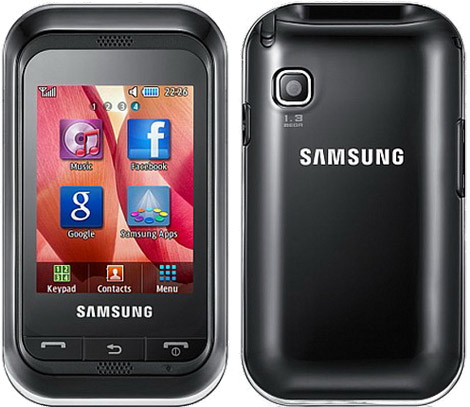 22:26
1 2 3 4
Music
Facebook
f
g
Google
Samsung Apps
Keypad
Contacts
Menu
SAMSUNG
1.3
MEGA
SAMSUNG